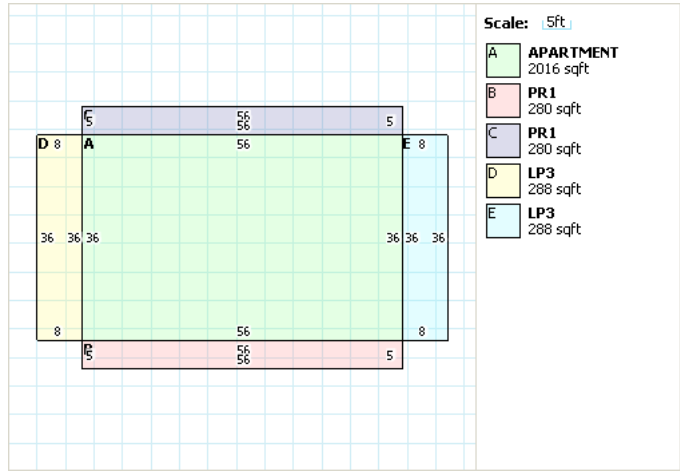 Scale: 5ft
A APARTMENT
2016 sqft
B PR1
280 sqft
C PR1
280 sqft
D LP3
288 sqft
E LP3
288 sqft
5 56 5
56
D 8 A 56 E 8
36 36 36 36 36 36
8 56 8
5 56 5
56